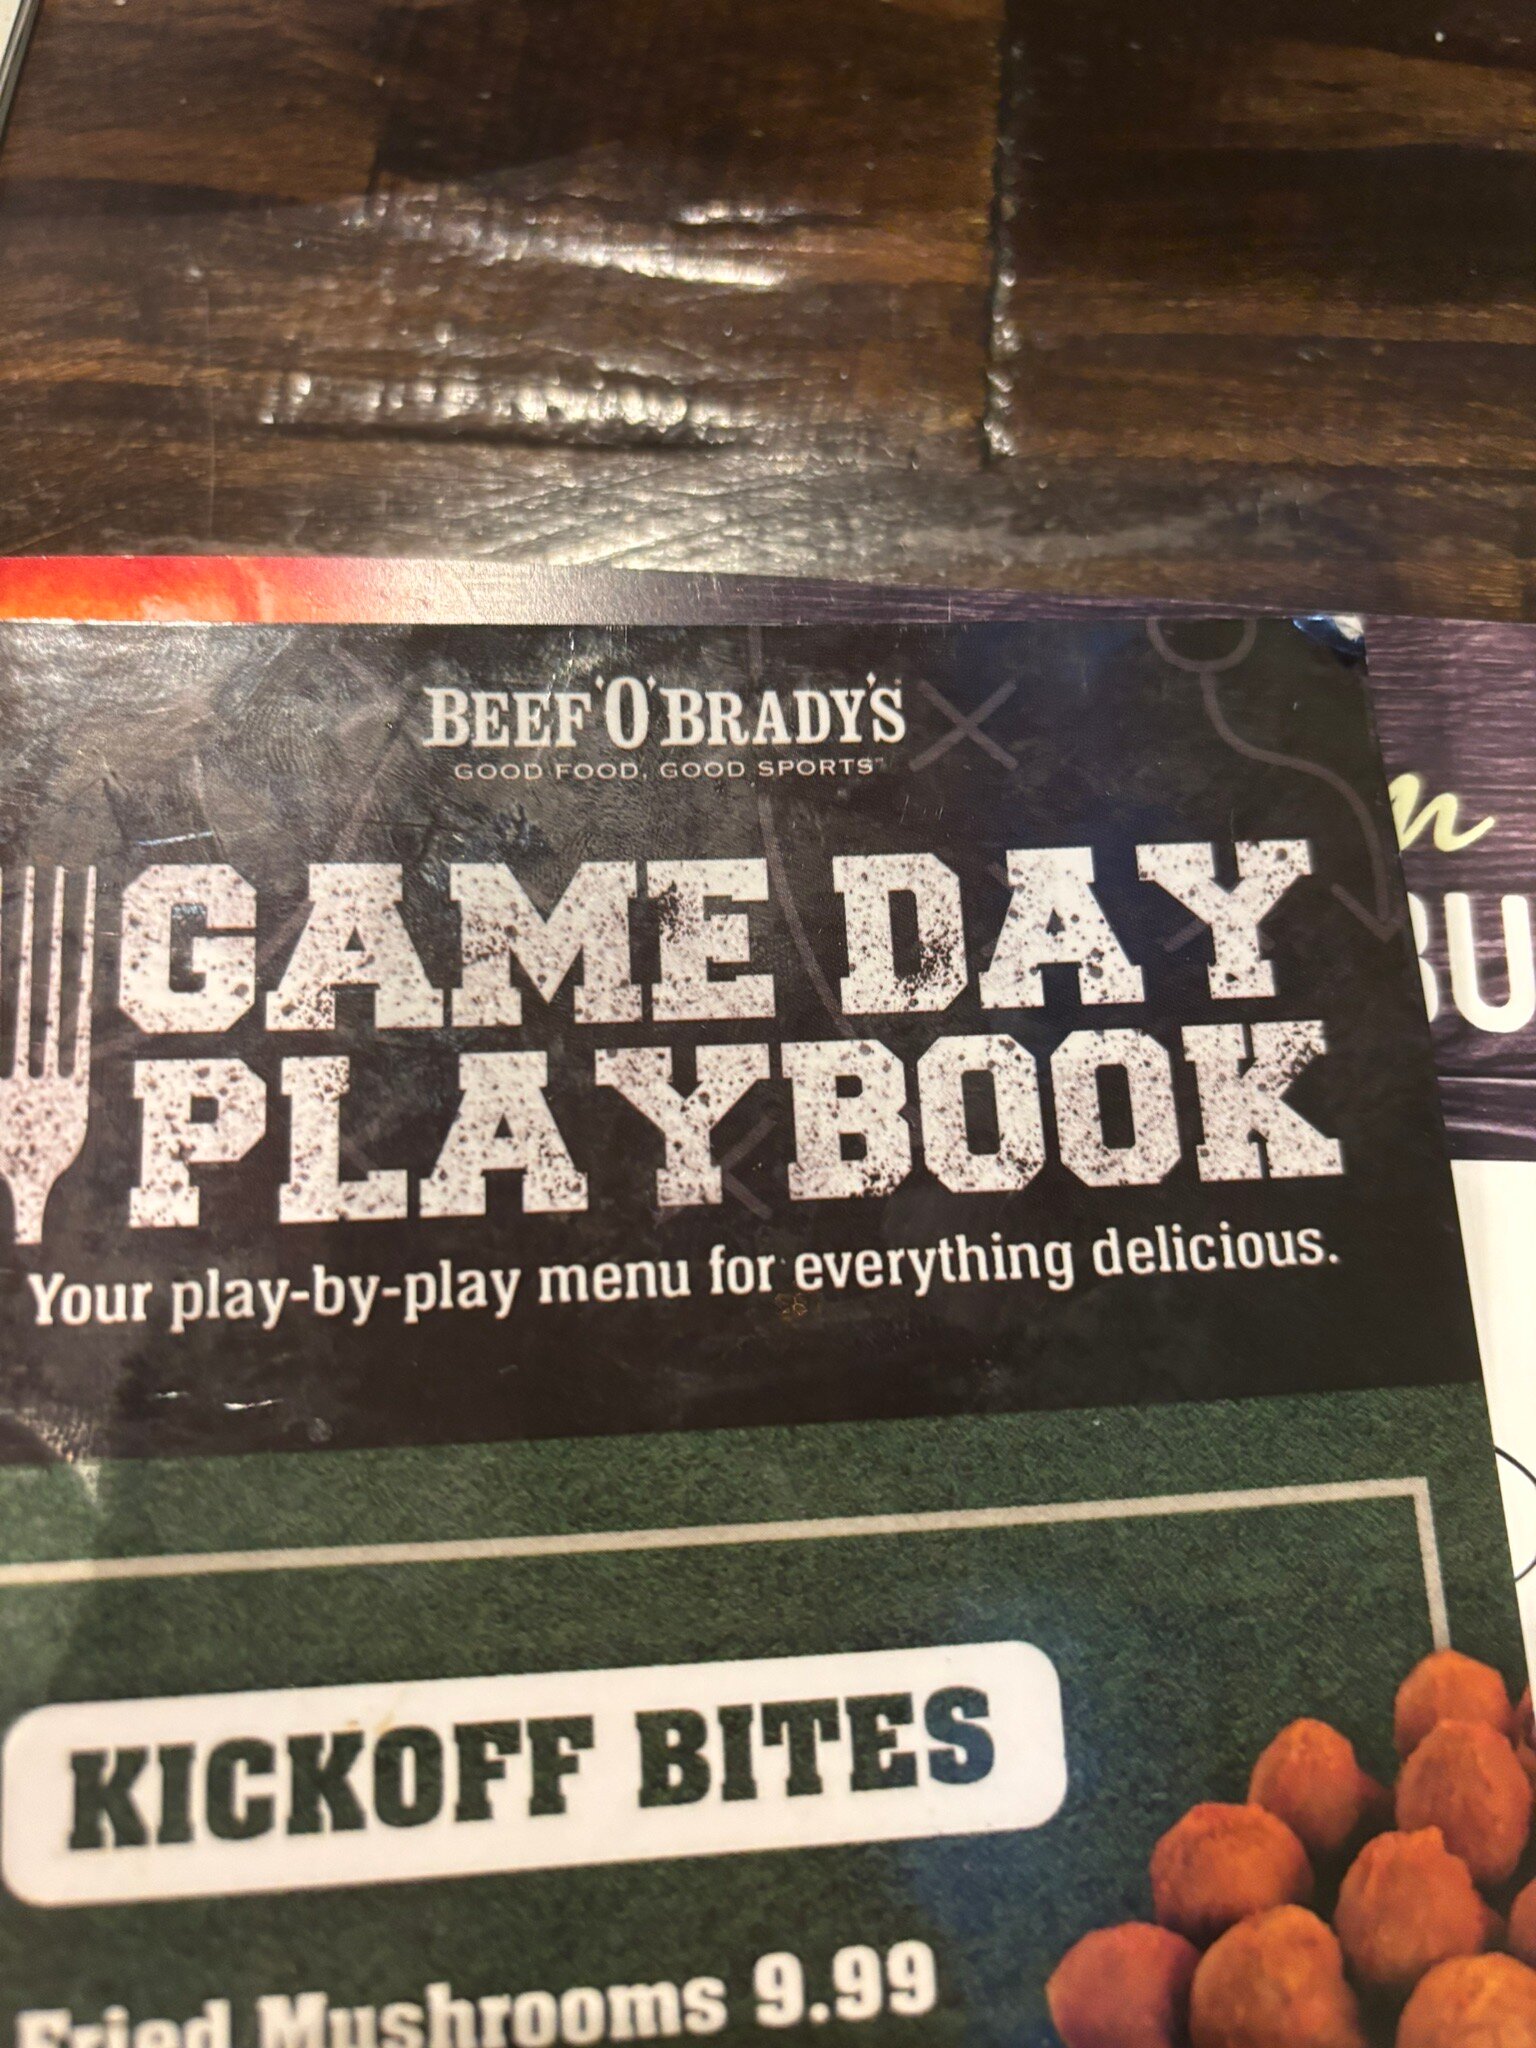 BEEF 'O' BRADY'S
GOOD FOOD, GOOD SPORTS™
GAME DAY
PLAYBOOK
Your play-by-play menu for everything delicious.
KICKOFF BITES
Fried Mushrooms 9.99